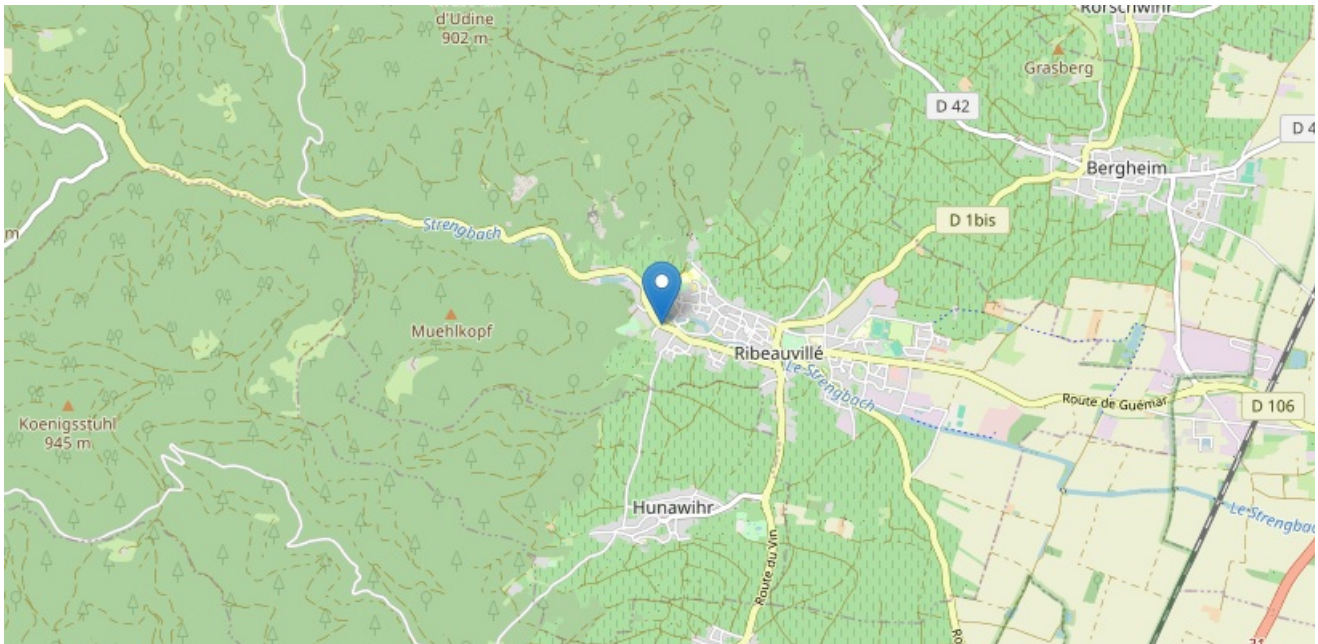 d'Udine
902 m
Rorschwihr
Grasberg
D 42
D 4
Bergheim
D 1bis
Strengbach
m
Muehlkopf
Ribeauvillé
Le Strengbach
Route de Guémar
D 106
Koenigsstuhl
945 m
Hunawihr
Le Strengbach
Route du Vin
Ro